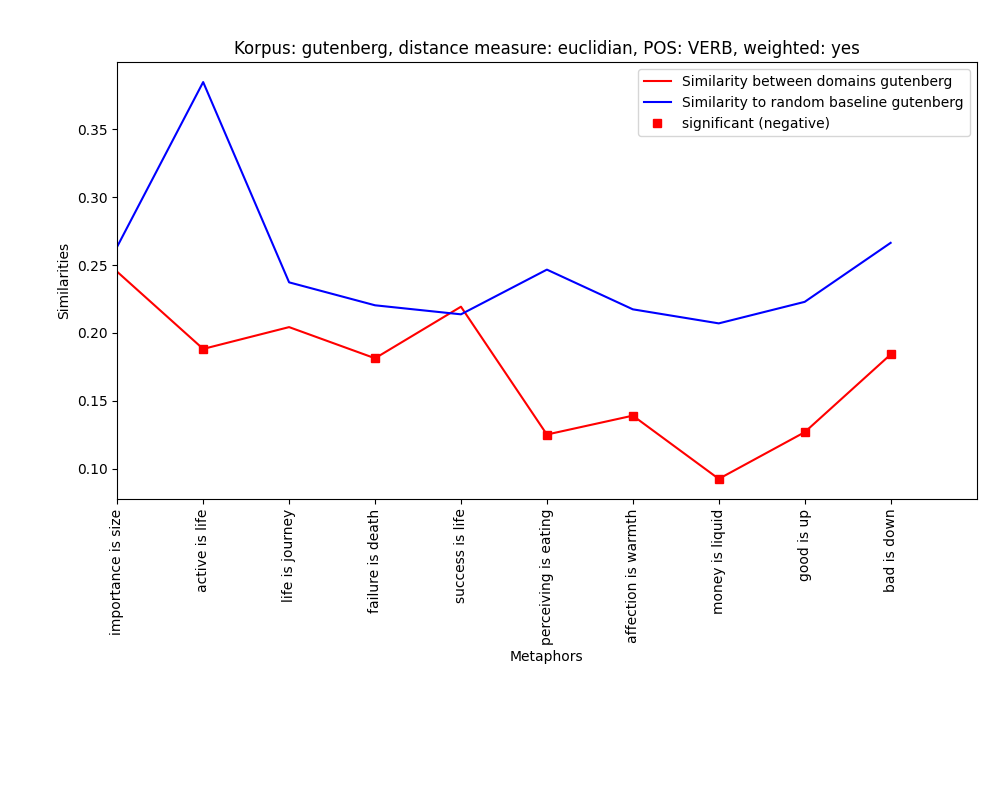 Korpus: gutenberg, distance measure: euclidian, POS: VERB, weighted: yes
Similarity between domains gutenberg
Similarity to random baseline gutenberg
significant (negative)
Similarities
0.35
0.30
0.25
0.20
0.15
0.10
importance is size
active is life
life is journey
failure is death
success is life
perceiving is eating
affection is warmth
money is liquid
good is up
bad is down
Metaphors